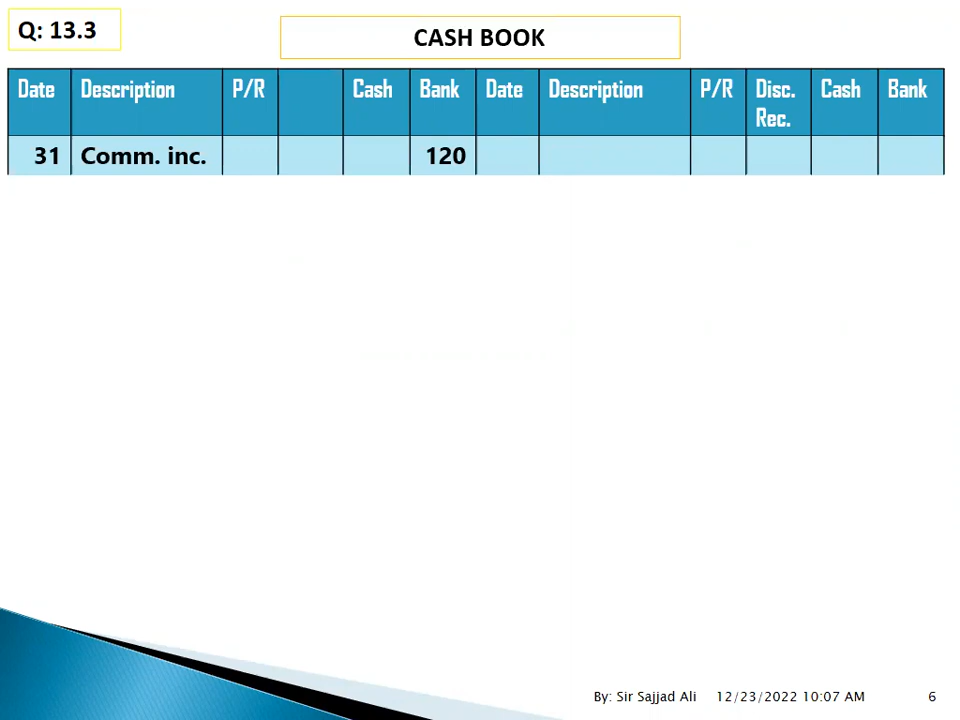 Q: 13.3
CASH BOOK
Date Description P/R Cash Bank Date Description P/R Disc. Rec. Cash Bank
31 Comm. inc. 120
By: Sir Sajjad Ali 12/23/2022 10:07 AM 6